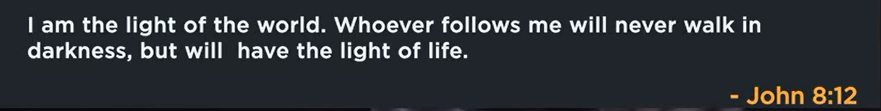 I am the light of the world. Whoever follows me will never walk in
darkness, but will  have the light of life.
- John 8:12